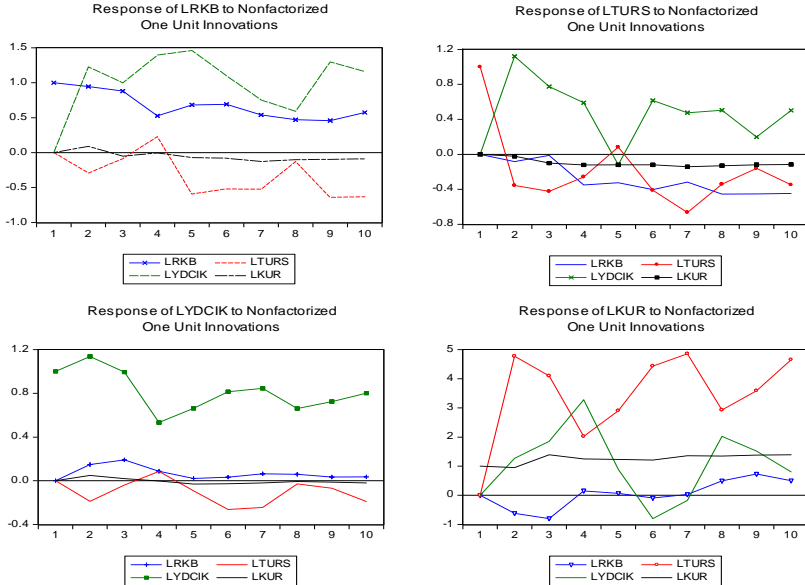 Response of LRKB to Nonfactorized
One Unit Innovations
1.5
1.0
0.5
0.0
-0.5
-1.0
1 2 3 4 5 6 7 8 9 10
LRKB LTURS
LYDCIK LKUR
Response of LTURS to Nonfactorized
One Unit Innovations
1.2
0.8
0.4
0.0
-0.4
-0.8
1 2 3 4 5 6 7 8 9 10
LRKB LTURS
LYDCIK LKUR
Response of LYDCIK to Nonfactorized
One Unit Innovations
1.2
0.8
0.4
0.0
-0.4
1 2 3 4 5 6 7 8 9 10
LRKB LTURS
LYDCIK LKUR
Response of LKUR to Nonfactorized
One Unit Innovations
5
4
3
2
1
0
-1
1 2 3 4 5 6 7 8 9 10
LRKB LTURS
LYDCIK LKUR